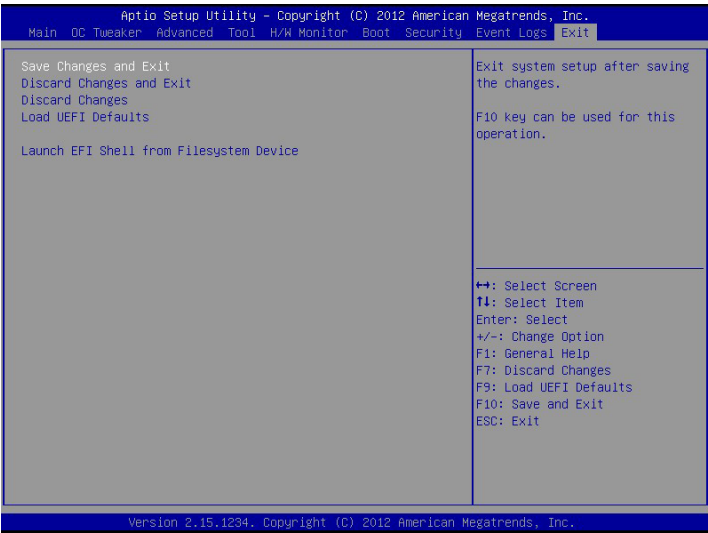 Aptio Setup Utility – Copyright (C) 2012 American Megatrends, Inc.
Main OC Tweaker Advanced Tool H/W Monitor Boot Security Event Logs Exit
Save Changes and Exit
Discard Changes and Exit
Discard Changes
Load UEFI Defaults
Launch EFI Shell from Filesystem Device
Exit system setup after saving
the changes.
F10 key can be used for this
operation.
↔: Select Screen
↑↓: Select Item
Enter: Select
+/-: Change Option
F1: General Help
F7: Discard Changes
F9: Load UEFI Defaults
F10: Save and Exit
ESC: Exit
Version 2.15.1234. Copyright (C) 2012 American Megatrends, Inc.